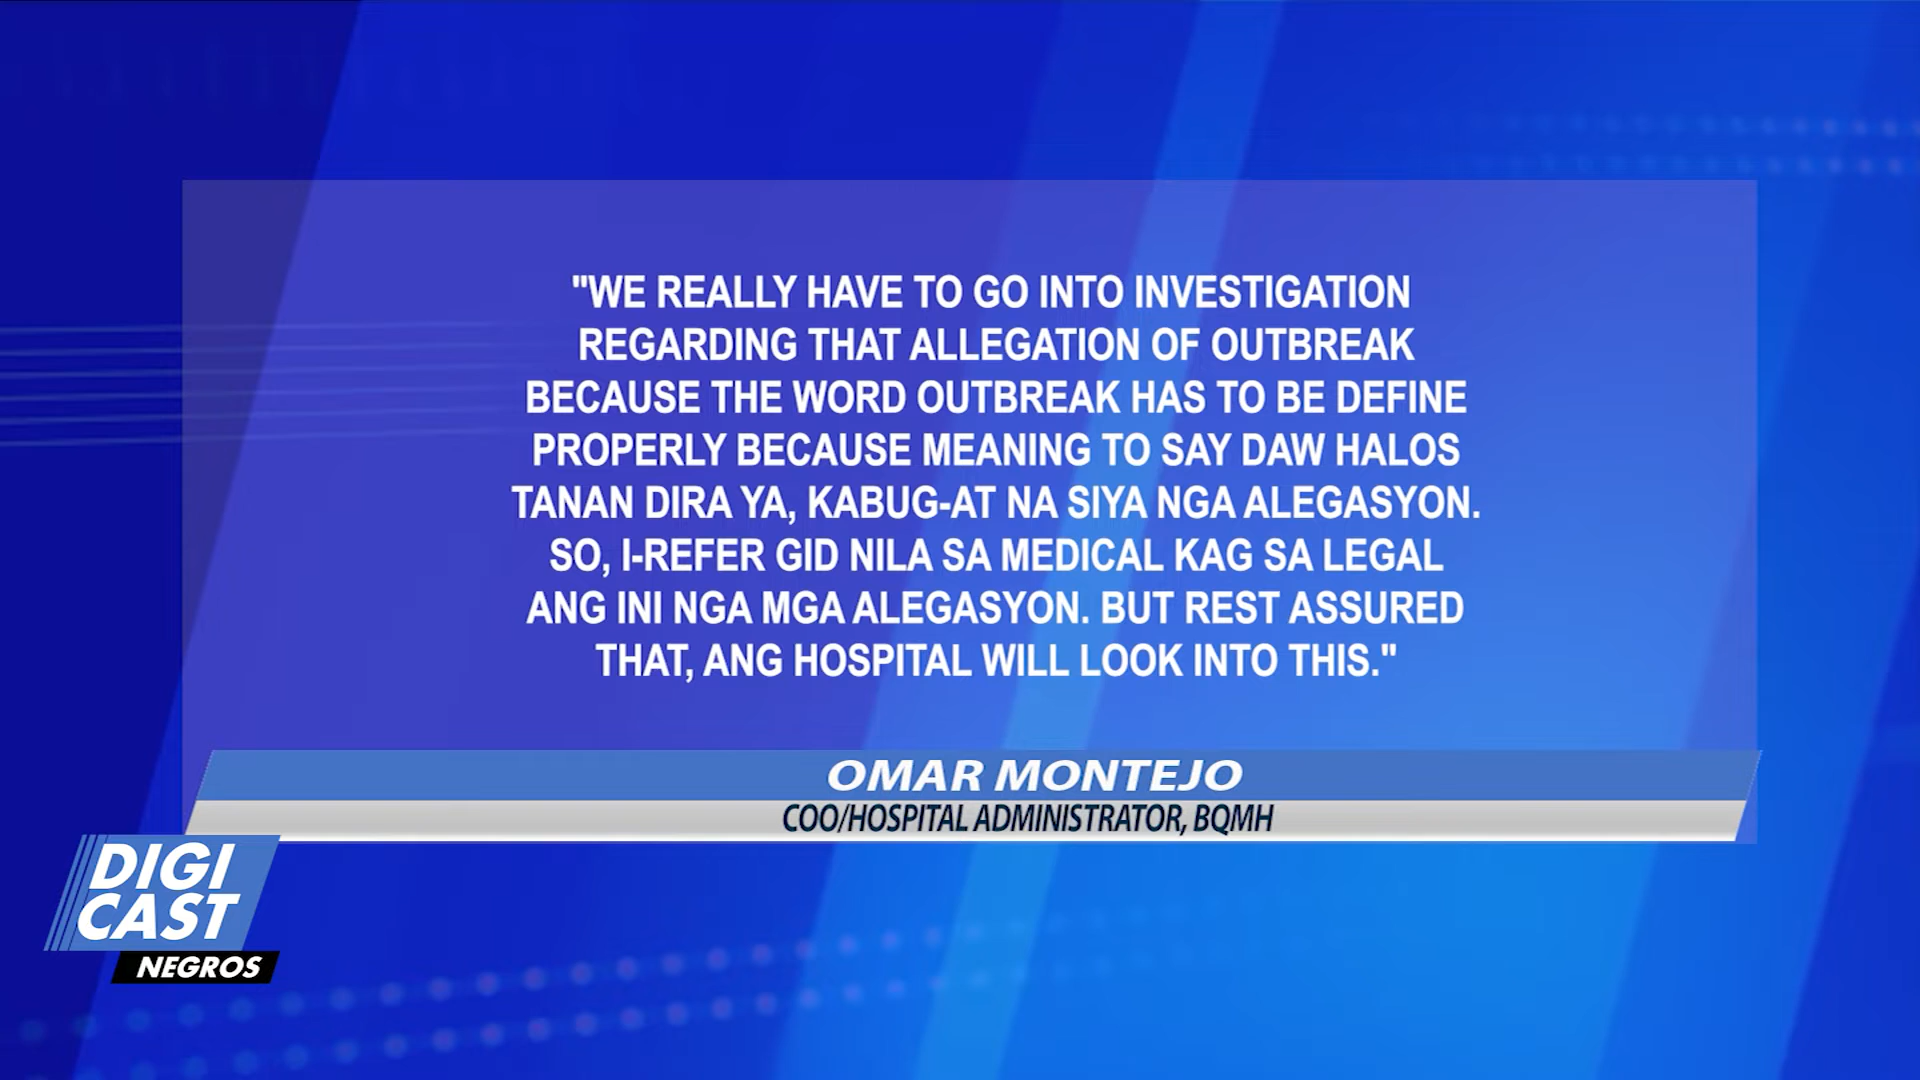 "WE REALLY HAVE TO GO INTO INVESTIGATION
REGARDING THAT ALLEGATION OF OUTBREAK
BECAUSE THE WORD OUTBREAK HAS TO BE DEFINE
PROPERLY BECAUSE MEANING TO SAY DAW HALOS
TANAN DIRA YA, KABUG-AT NA SIYA NGA ALEGASYON.
SO, I-REFER GID NILA SA MEDICAL KAG SA LEGAL
ANG INI NGA MGA ALEGASYON. BUT REST ASSURED
THAT, ANG HOSPITAL WILL LOOK INTO THIS."
OMAR MONTEJO
COO/HOSPITAL ADMINISTRATOR, BQMH
DIGI
CAST
NEGROS